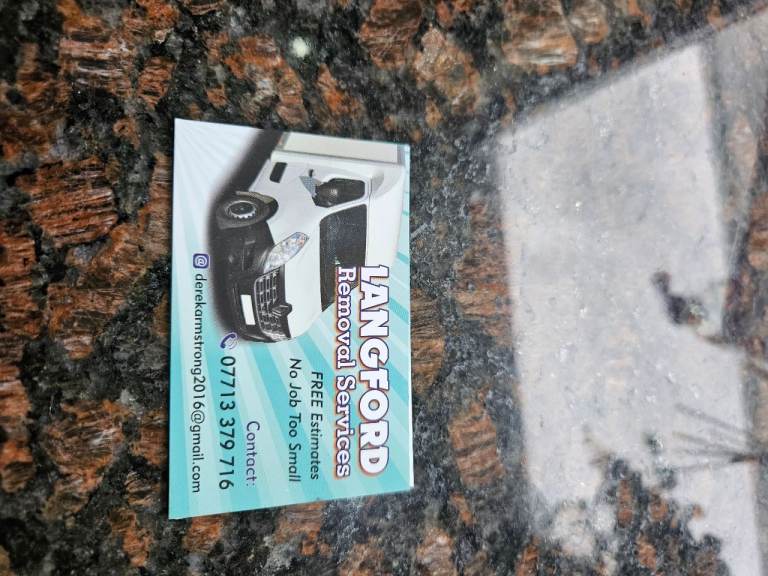 LANGFORD
Removal Services
FREE Estimates
No Job Too Small
Contact:
07713 379 716
@ derekarmstrong2016@gmail.com